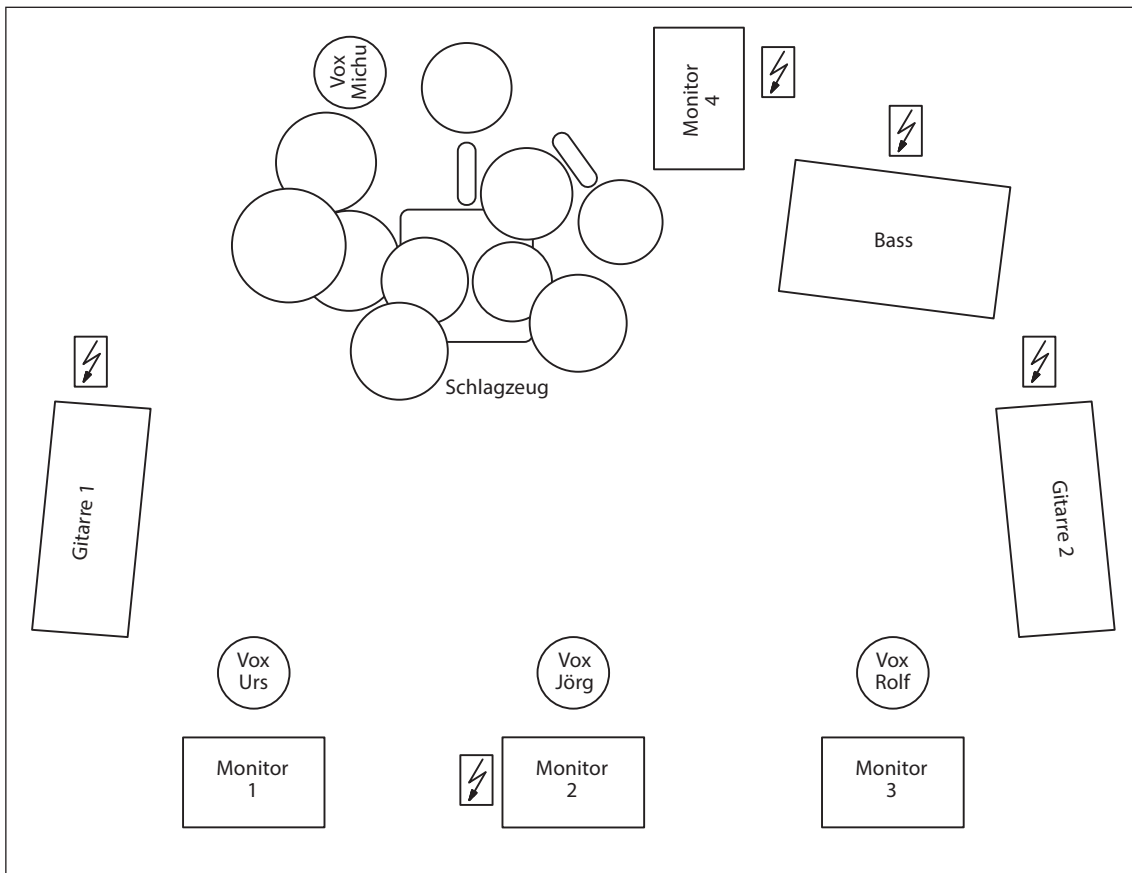 Vox
Michu
Monitor
4
Bass
Schlagzeug
Gitarre 1
Gitarre 2
Vox
Urs
Vox
Jörg
Vox
Rolf
Monitor
1
Monitor
2
Monitor
3